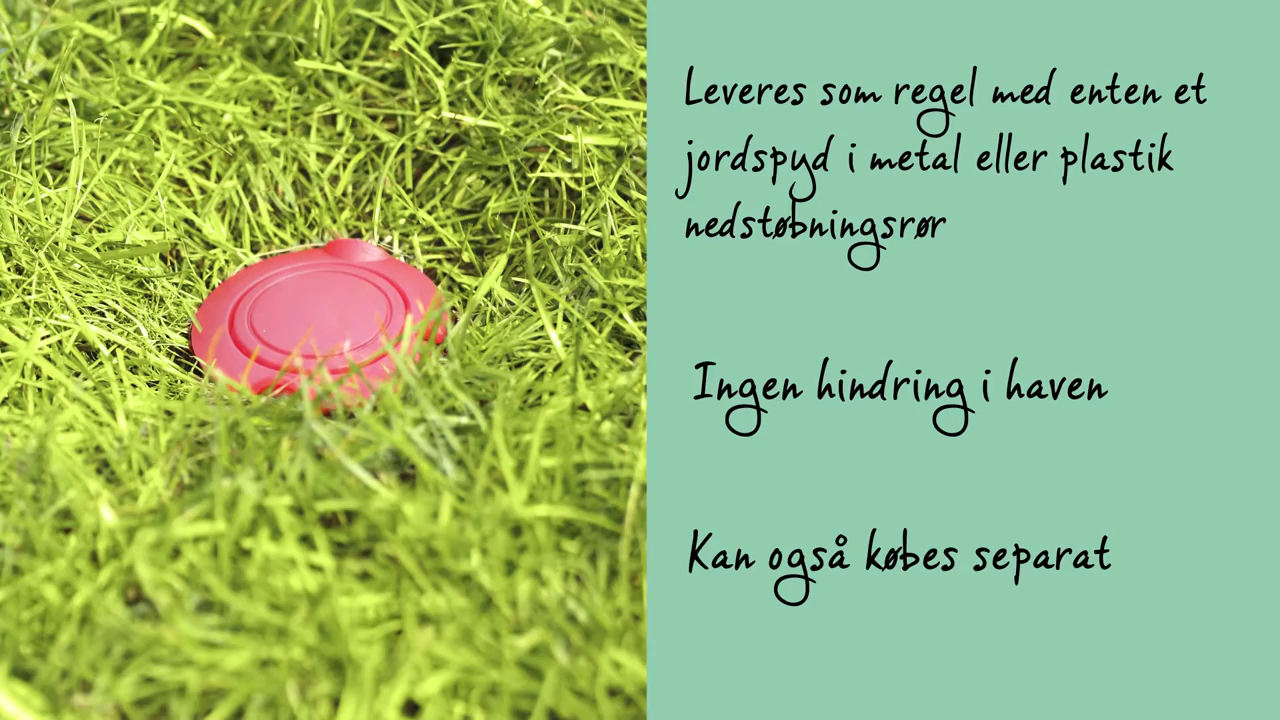 Leveres som regel med enten et
jordspyd i metal eller plastik
nedstøbningsrør
Ingen hindring i haven
Kan også købes separat